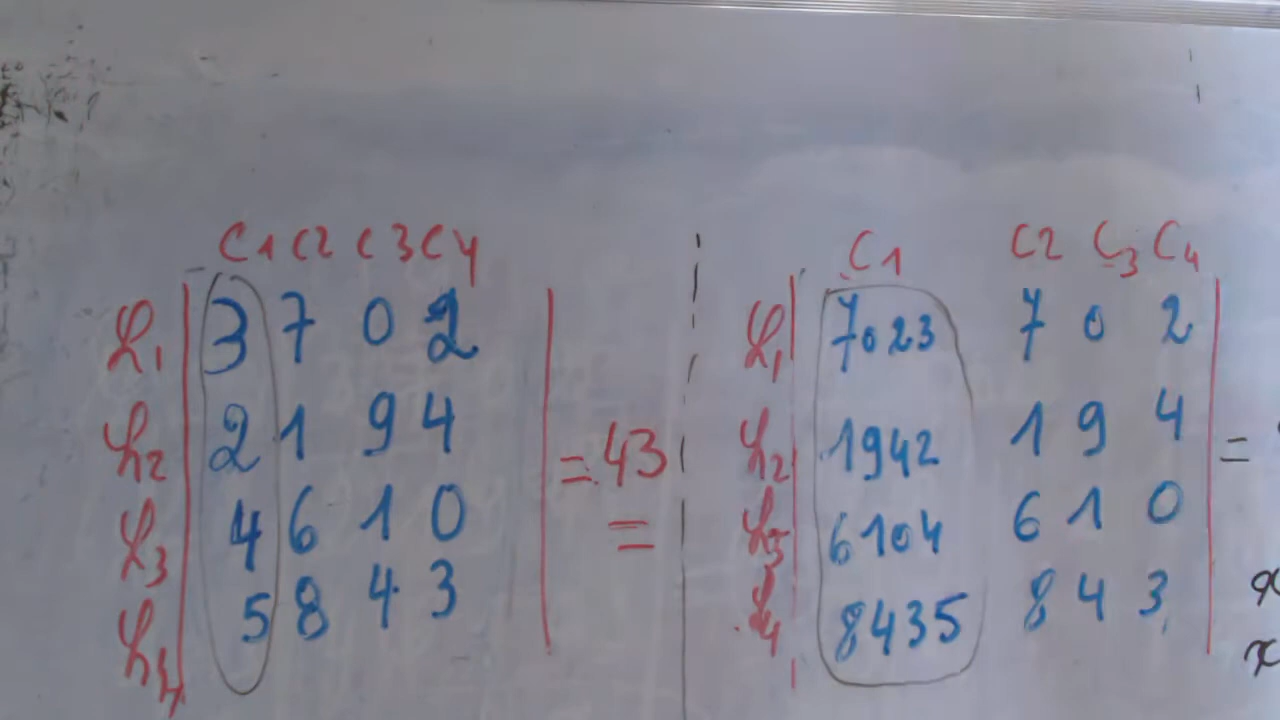 C1 C2 C3 C4
L1 3 7 0 2
L2 2 1 9 4
L3 4 6 1 0
L4 5 8 4 3
= 43
=
C1 C2 C3 C4
L1 7023 7 0 2
L2 1942 1 9 4
L3 6104 6 1 0
L4 8435 8 4 3
=
x